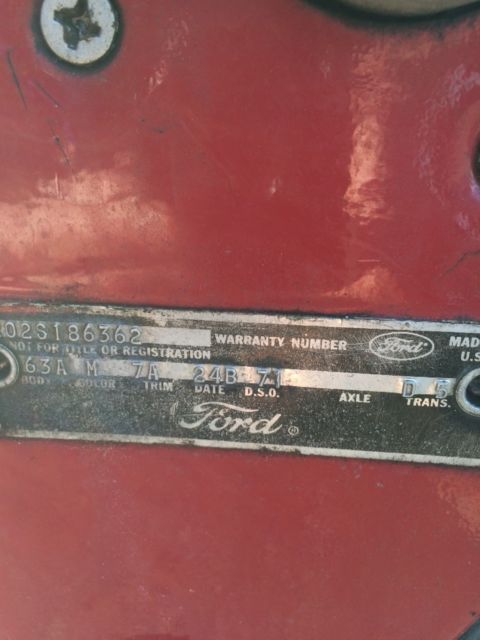 02S186362 WARRANTY NUMBER Ford MADE
NOT FOR TITLE OR REGISTRATION U.S.
63A M 7A 24B 71 D 5
BODY COLOR TRIM DATE D.S.O. AXLE TRANS.
Ford ®